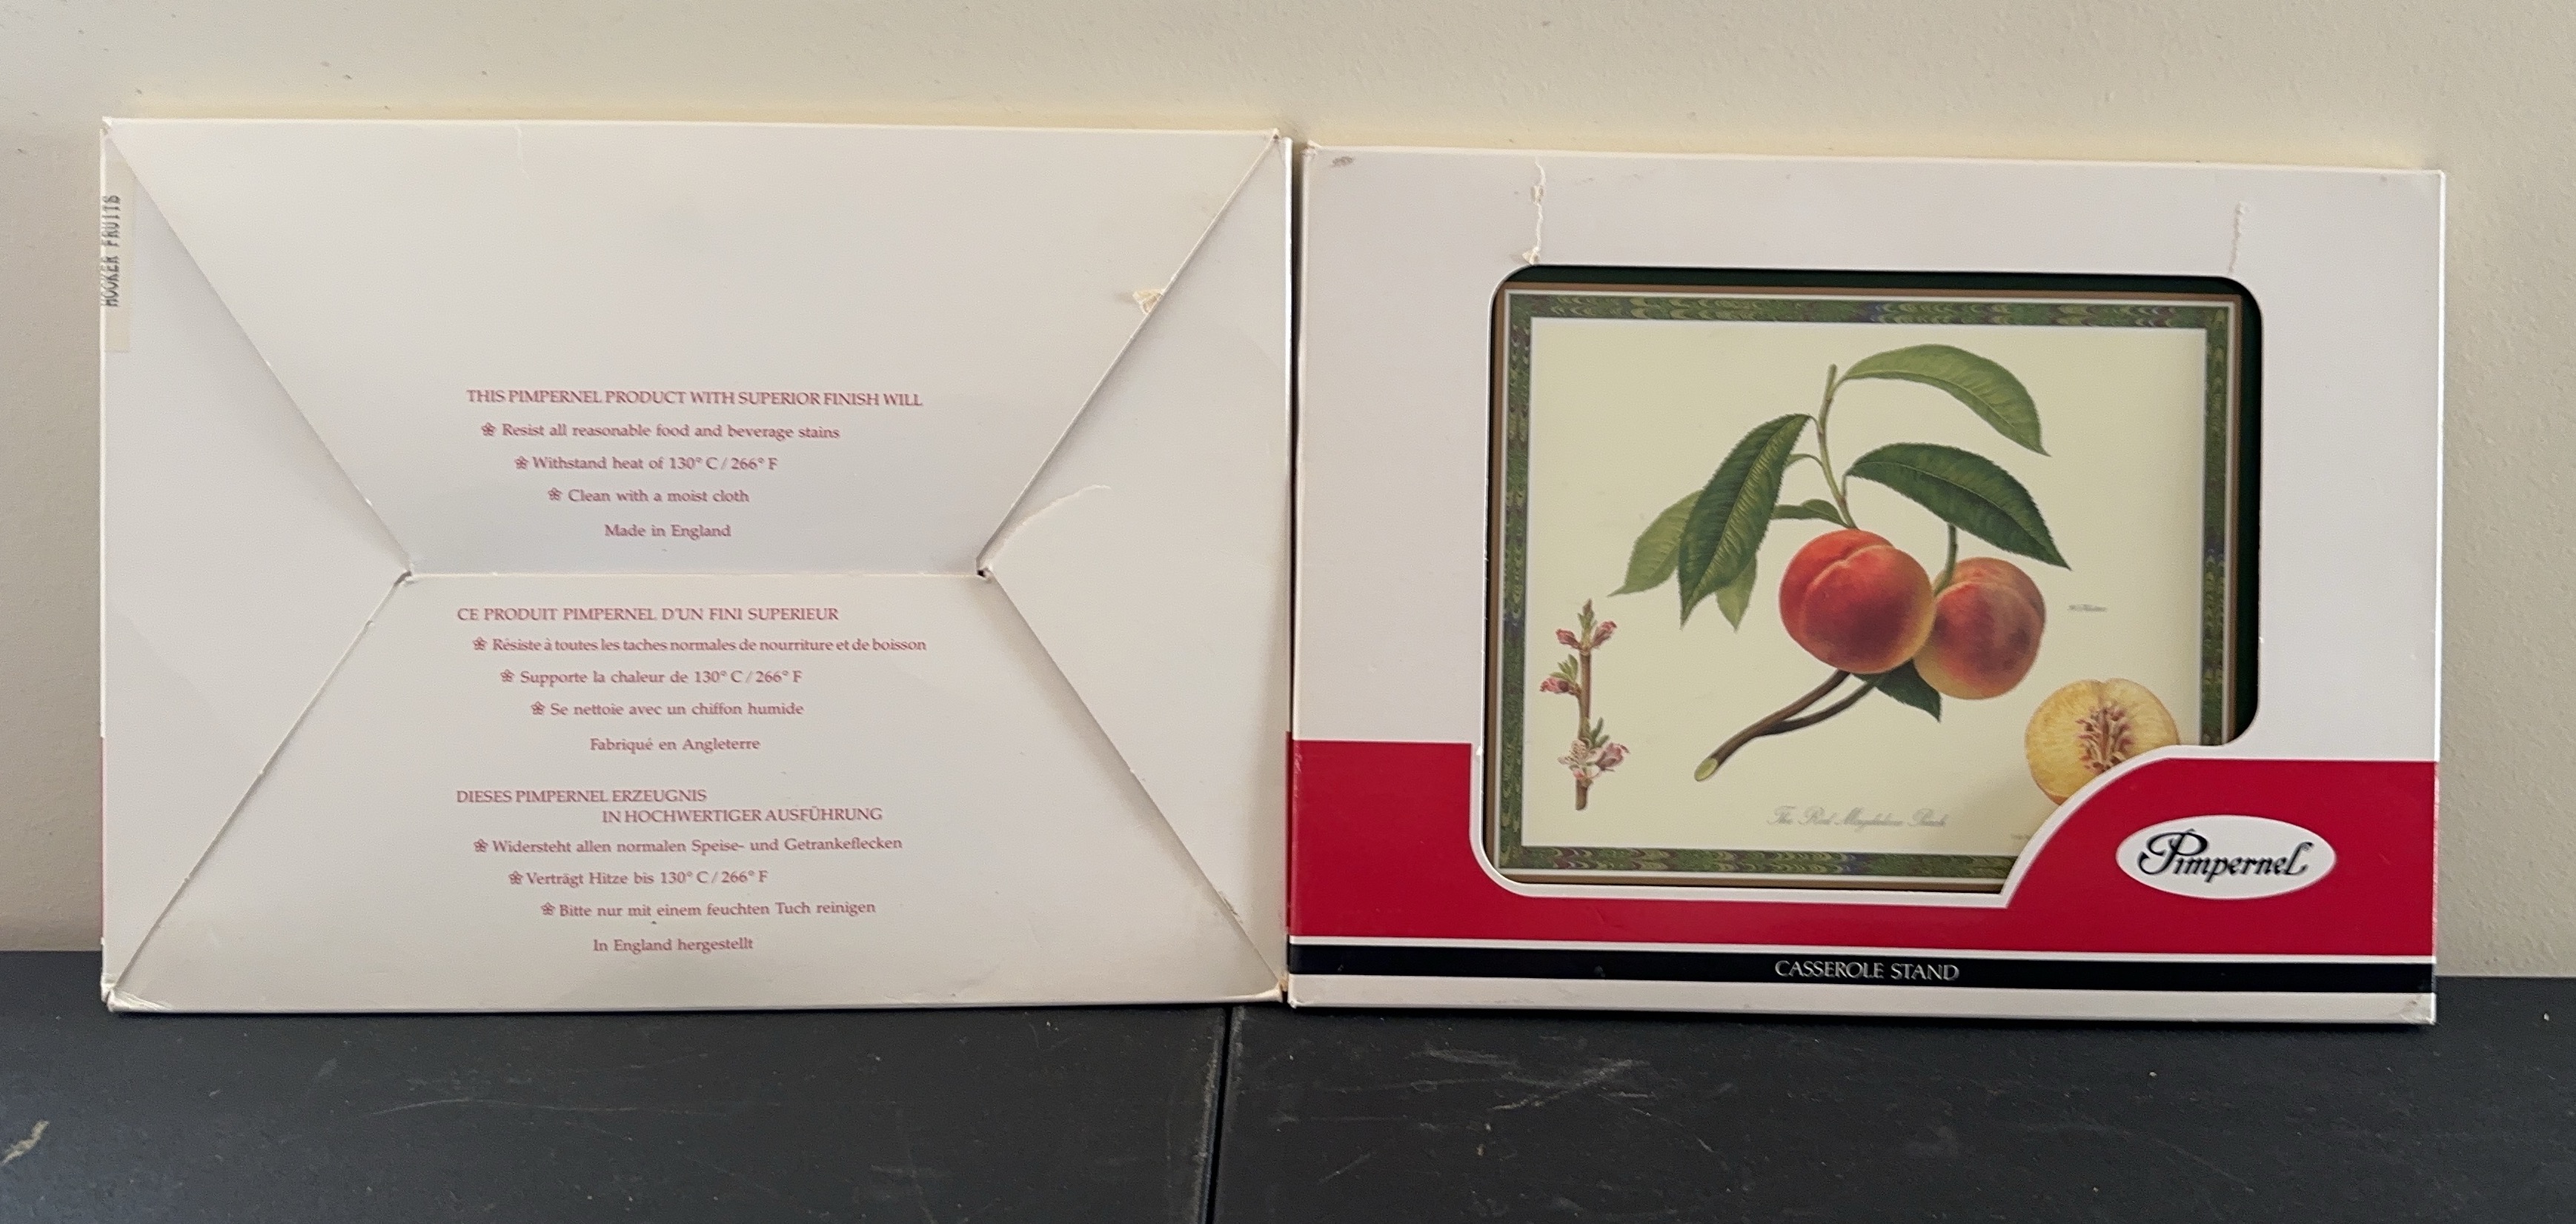 HOOKER FRUITS
THIS PIMPERNEL PRODUCT WITH SUPERIOR FINISH WILL
Resist all reasonable food and beverage stains
Withstand heat of 130° C / 266° F
Clean with a moist cloth
Made in England
CE PRODUIT PIMPERNEL D'UN FINI SUPERIEUR
Résiste à toutes les taches normales de nourriture et de boisson
Supporte la chaleur de 130° C / 266° F
Se nettoie avec un chiffon humide
Fabriqué en Angleterre
DIESES PIMPERNEL ERZEUGNIS
IN HOCHWERTIGER AUSFÜHRUNG
Widersteht allen normalen Speise- und Getrankeflecken
Verträgt Hitze bis 130° C / 266° F
Bitte nur mit einem feuchten Tuch reinigen
In England hergestellt
The Red Magdalene Peach
Pimpernel
CASSEROLE STAND